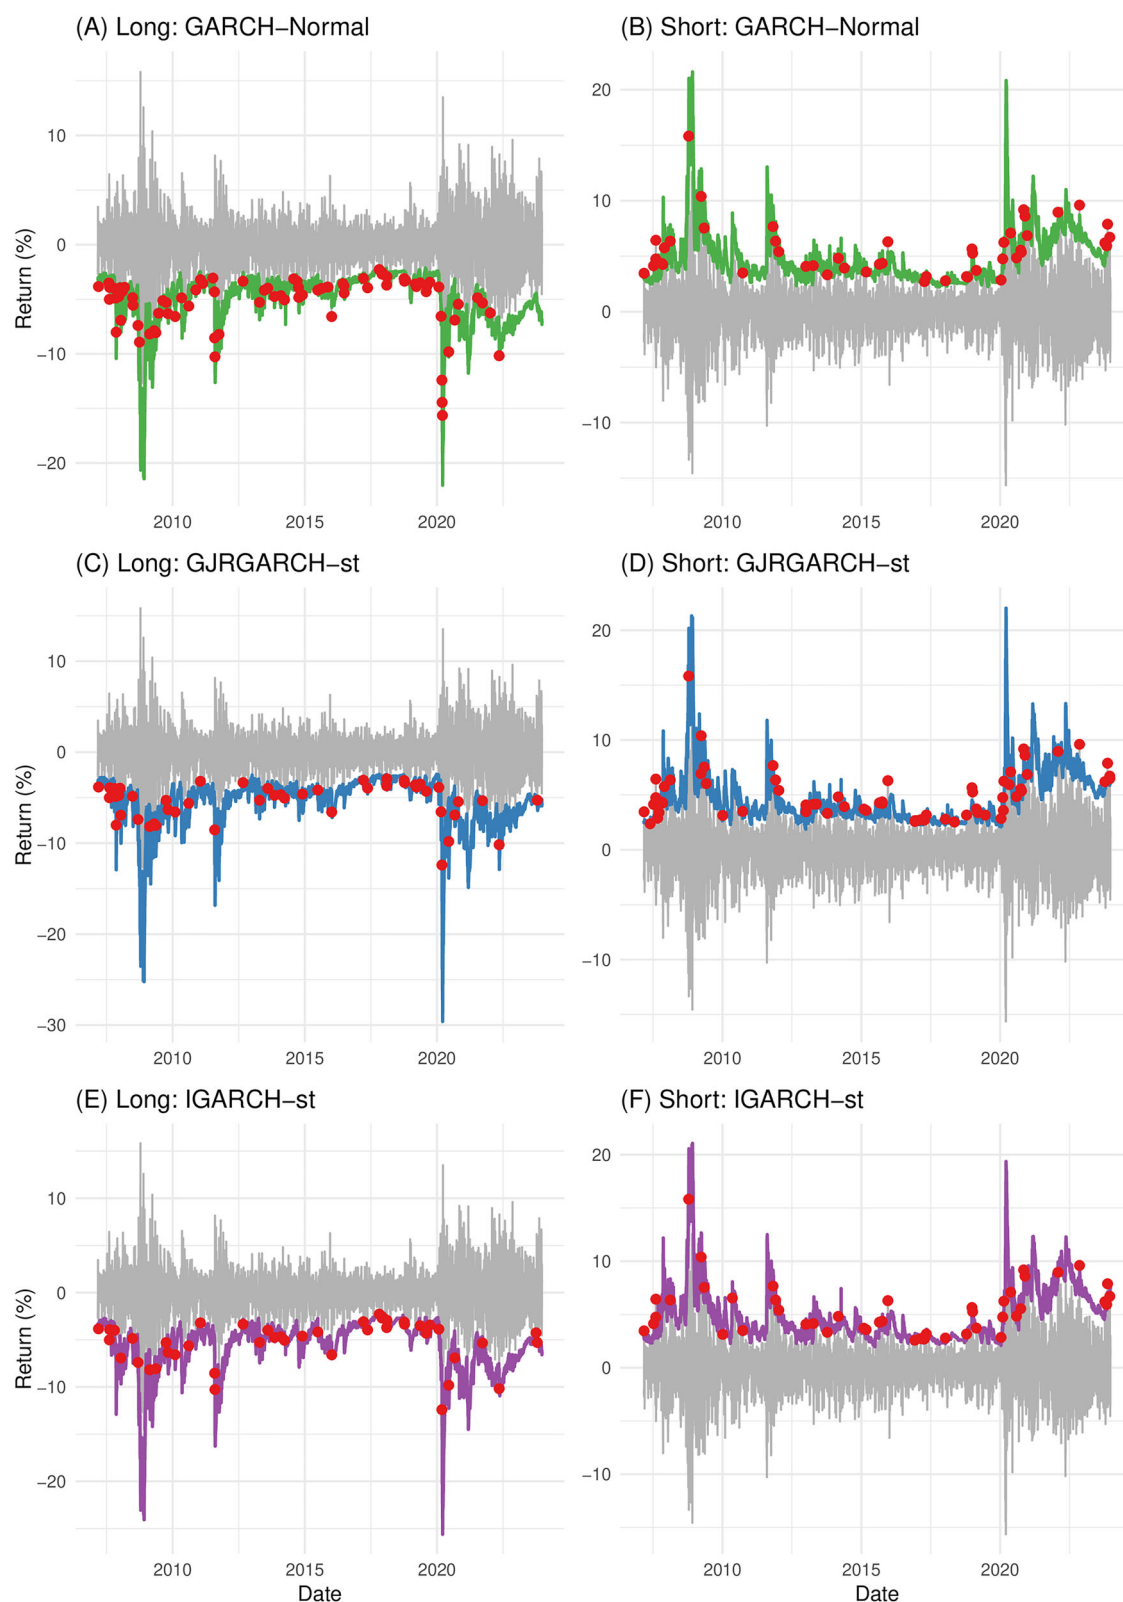 (A) Long: GARCH−Normal
(B) Short: GARCH−Normal
Return (%)
10
0
−10
−20
2010 2015 2020
20
10
0
−10
2010 2015 2020
(C) Long: GJRGARCH−st
(D) Short: GJRGARCH−st
Return (%)
10
0
−10
−20
−30
2010 2015 2020
20
10
0
−10
2010 2015 2020
(E) Long: IGARCH−st
(F) Short: IGARCH−st
Return (%)
10
0
−10
−20
2010 2015 2020
Date
20
10
0
−10
2010 2015 2020
Date